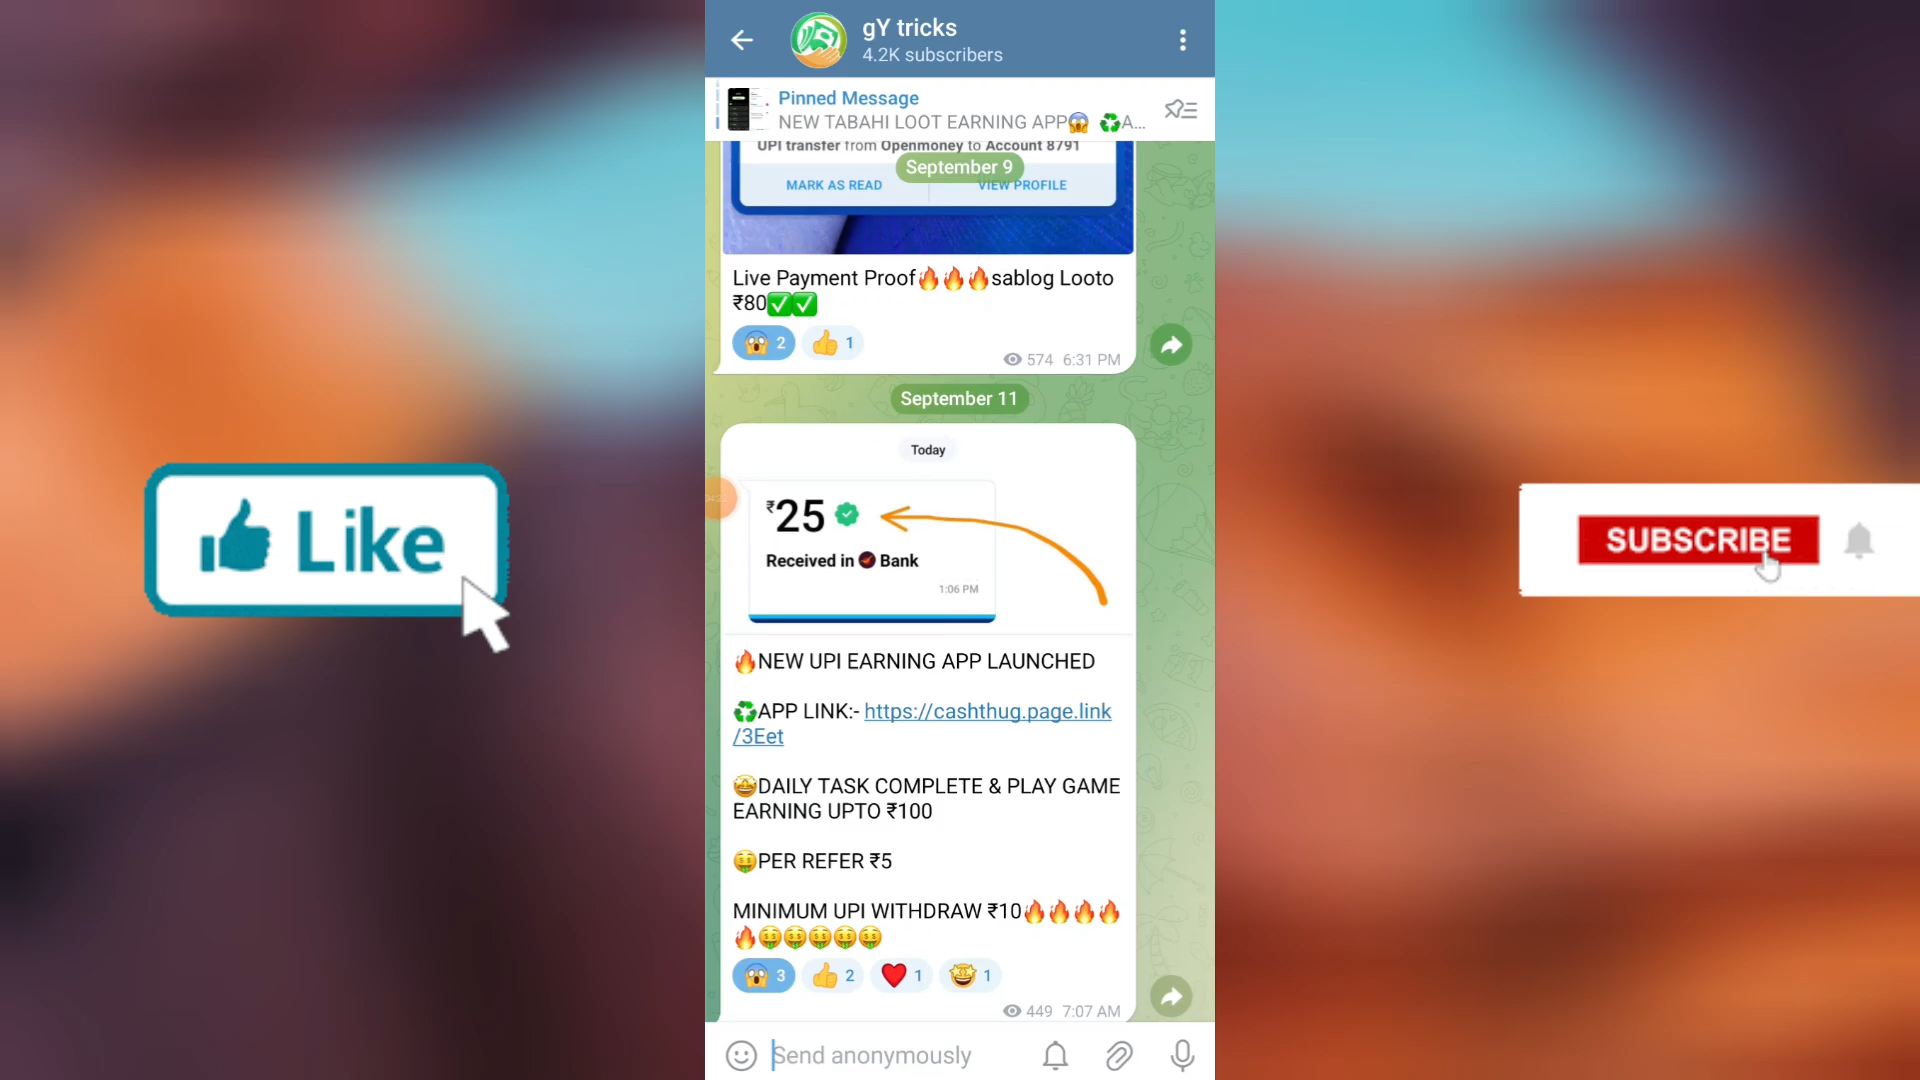 gY tricks
4.2K subscribers
Pinned Message
NEW TABAHI LOOT EARNING APP😱 ♻️A...
UPI transfer from Openmoney to Account 8791
September 9
MARK AS READ VIEW PROFILE
Live Payment Proof🔥🔥🔥sablog Looto
₹80✅✅
😱 2 👍 1
574 6:31 PM
September 11
Today
₹25
Received in Bank
1:06 PM
🔥NEW UPI EARNING APP LAUNCHED
♻️APP LINK:- https://cashthug.page.link
/3Eet
🤩DAILY TASK COMPLETE & PLAY GAME
EARNING UPTO ₹100
🤑PER REFER ₹5
MINIMUM UPI WITHDRAW ₹10🔥🔥🔥🔥
🔥🤑🤑🤑🤑🤑
😱 3 👍 2 ❤️ 1 🤩 1
449 7:07 AM
Send anonymously
Like
SUBSCRIBE